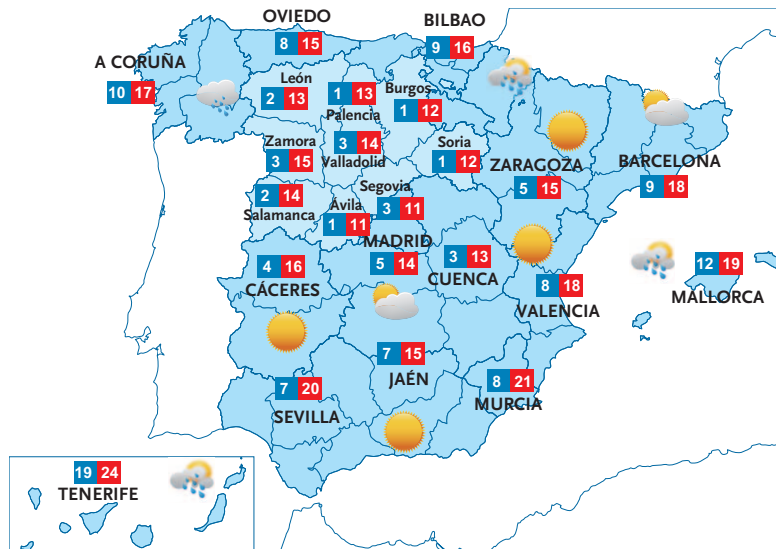 OVIEDO
8 15
BILBAO
9 16
A CORUÑA
10 17
León
2 13
1 13
Palencia
Burgos
1 12
Zamora
3 15
3 14
Valladolid
Soria
1 12
ZARAGOZA
5 15
BARCELONA
9 18
2 14
Salamanca
Ávila
1 11
Segovia
3 11
MADRID
5 14
3 13
CUENCA
4 16
CÁCERES
8 18
VALENCIA
12 19
MALLORCA
7 15
JAÉN
7 20
SEVILLA
8 21
MURCIA
19 24
TENERIFE